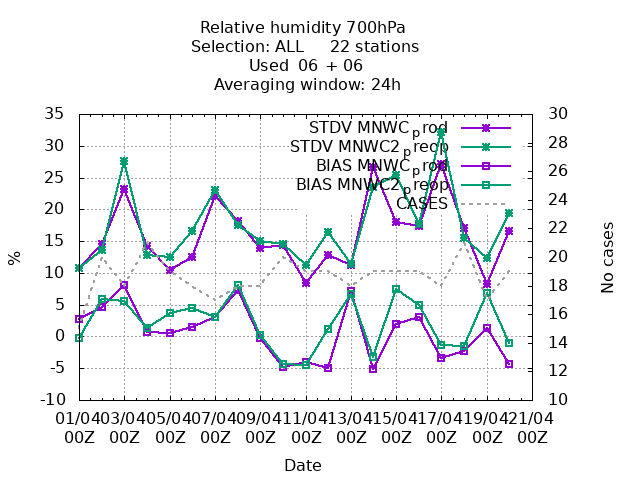 Relative humidity 700hPa
Selection: ALL 22 stations
Used 06 + 06
Averaging window: 24h
35
30
25
20
15
10
5
0
-5
-10
30
28
26
24
22
20
18
16
14
12
10
STDV MNWC_prod
STDV MNWC2_preop
BIAS MNWC_prod
BIAS MNWC2_preop
CASES
%
No cases
01/04 03/04 05/04 07/04 09/04 11/04 13/04 15/04 17/04 19/04 21/04
00Z 00Z 00Z 00Z 00Z 00Z 00Z 00Z 00Z 00Z 00Z
Date